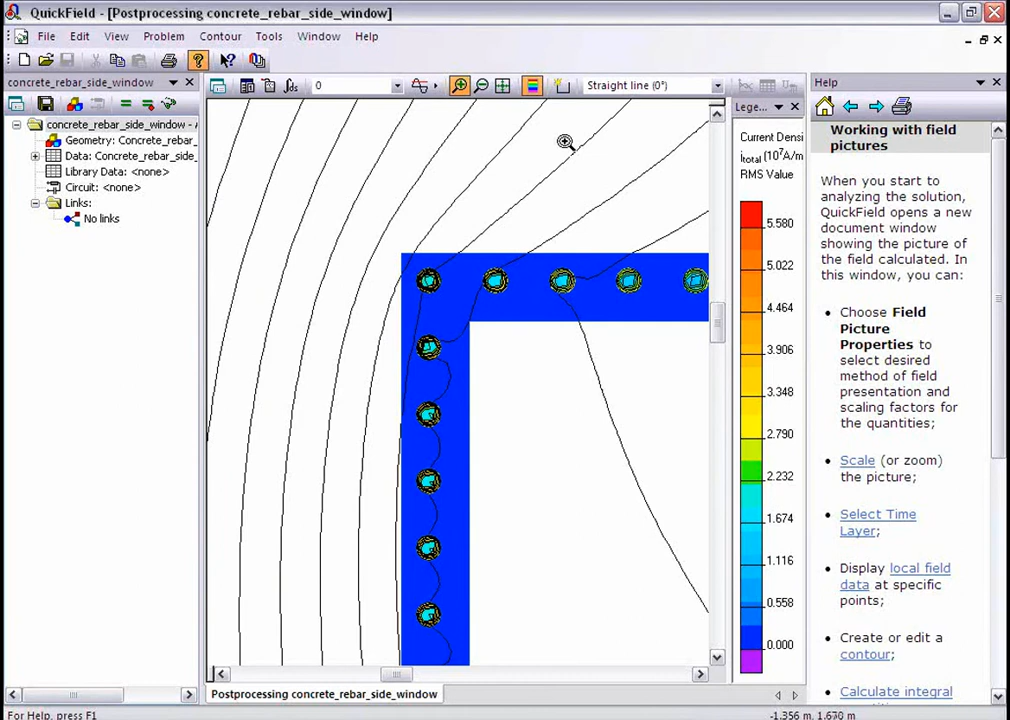 QuickField - [Postprocessing concrete_rebar_side_window]
File Edit View Problem Contour Tools Window Help
concrete_rebar_side_window
0
Straight line (0°)
Help
concrete_rebar_side_window -
Geometry: Concrete_rebar_
Data: Concrete_rebar_side_
Library Data: <none>
Circuit: <none>
Links:
No links
Lege...
Current Densi
i total (10⁷A/m
RMS Value
5.580
5.022
4.464
3.906
3.348
2.790
2.232
1.674
1.116
0.558
0.000
Working with field
pictures
When you start to
analyzing the solution,
QuickField opens a new
document window
showing the picture of
the field calculated. In
this window, you can:
• Choose Field
Picture
Properties to
select desired
method of field
presentation and
scaling factors for
the quantities;
• Scale (or zoom)
the picture;
• Select Time
Layer;
• Display local field
data at specific
points;
• Create or edit a
contour;
• Calculate integral
Postprocessing concrete_rebar_side_window
For Help, press F1
-1.356 m, 1.670 m